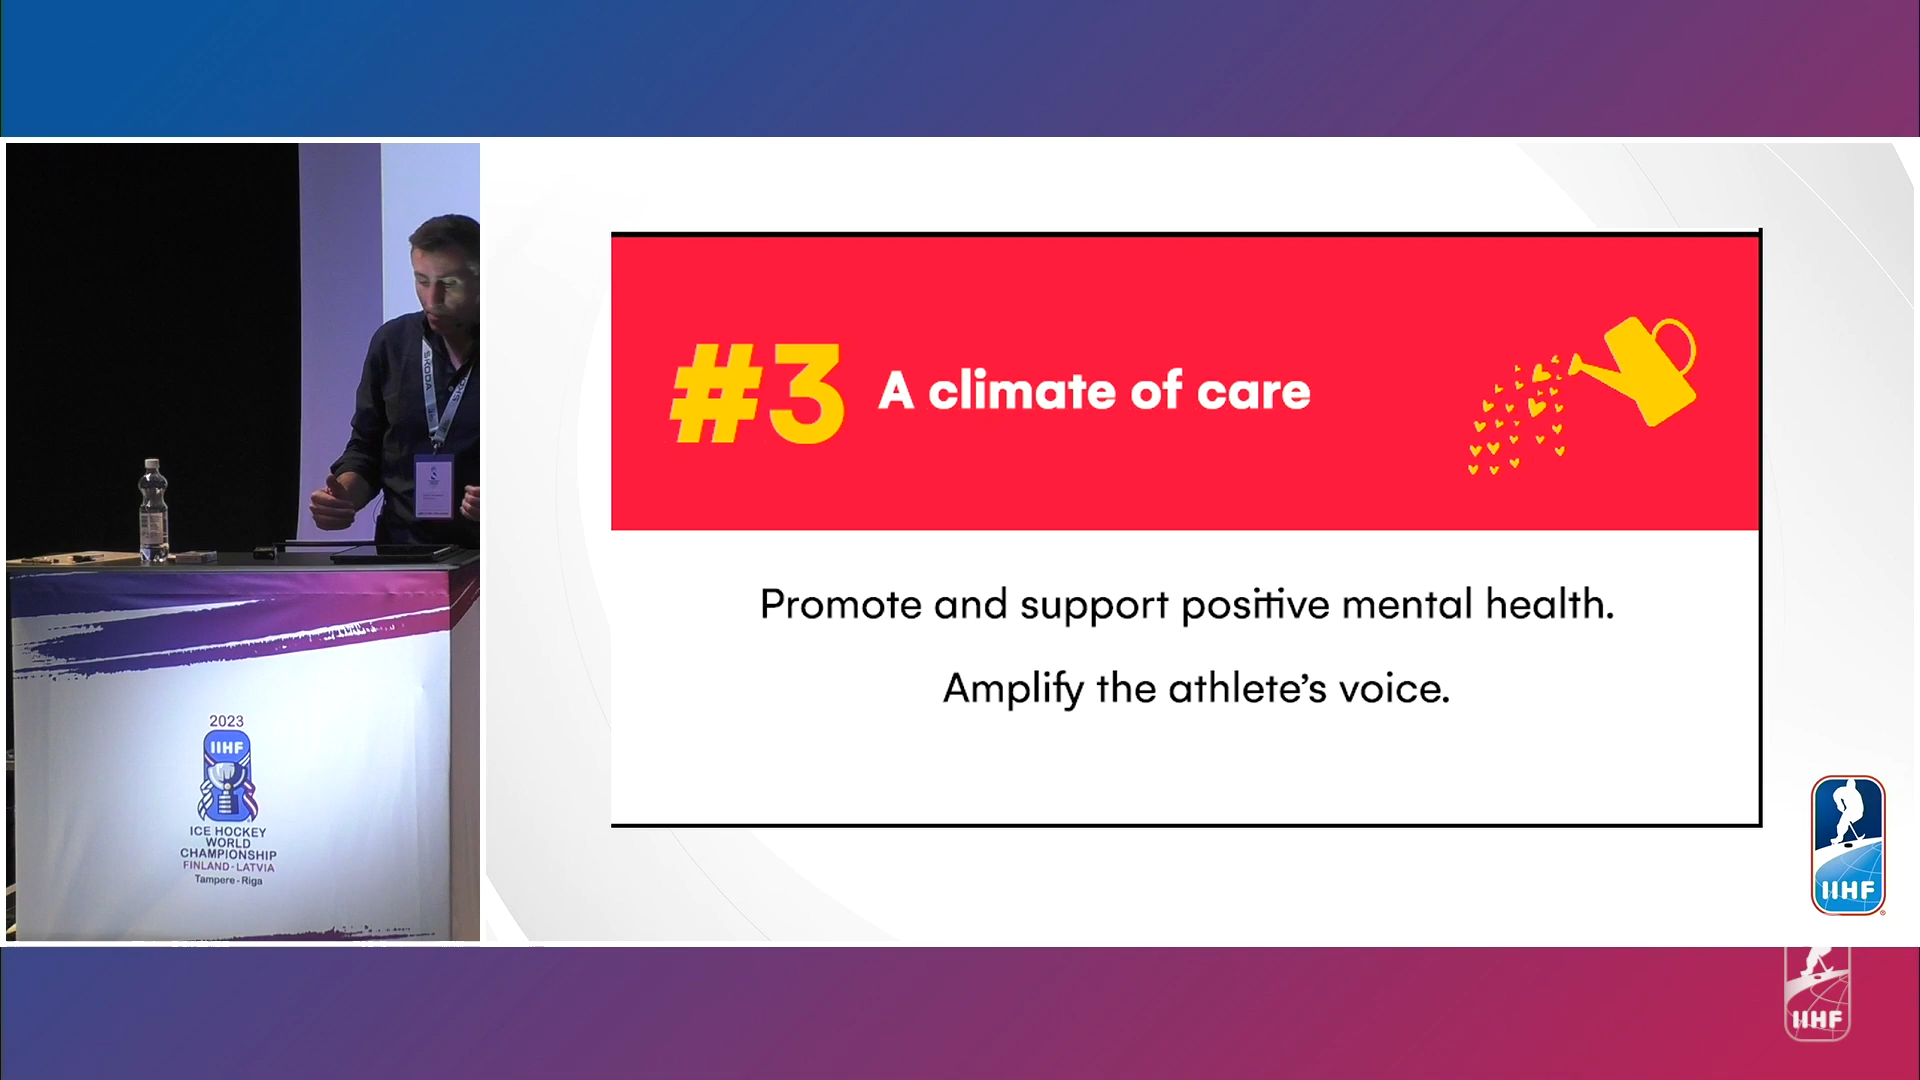 #3 A climate of care
Promote and support positive mental health.
Amplify the athlete's voice.
IIHF
IIHF
ŠKODA
2023
IIHF
ICE HOCKEY
WORLD
CHAMPIONSHIP
FINLAND - LATVIA
Tampere - Riga